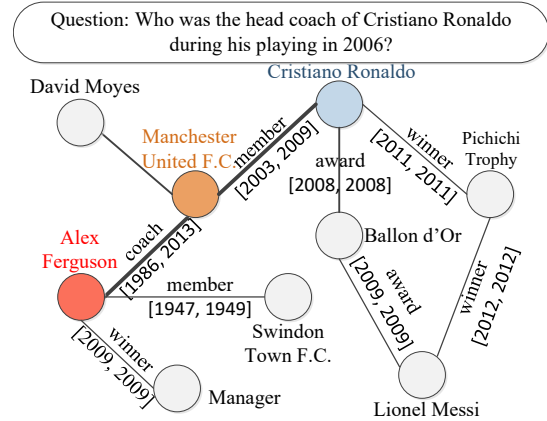 Question: Who was the head coach of Cristiano Ronaldo
during his playing in 2006?
Cristiano Ronaldo
David Moyes
Manchester
United F.C.
member
[2003, 2009]
award
[2008, 2008]
winner
[2011, 2011]
Pichichi
Trophy
Alex
Ferguson
coach
[1986, 2013]
Ballon d’Or
member
[1947, 1949]
award
[2009, 2009]
winner
[2012, 2012]
Swindon
Town F.C.
winner
[2009, 2009]
Manager
Lionel Messi